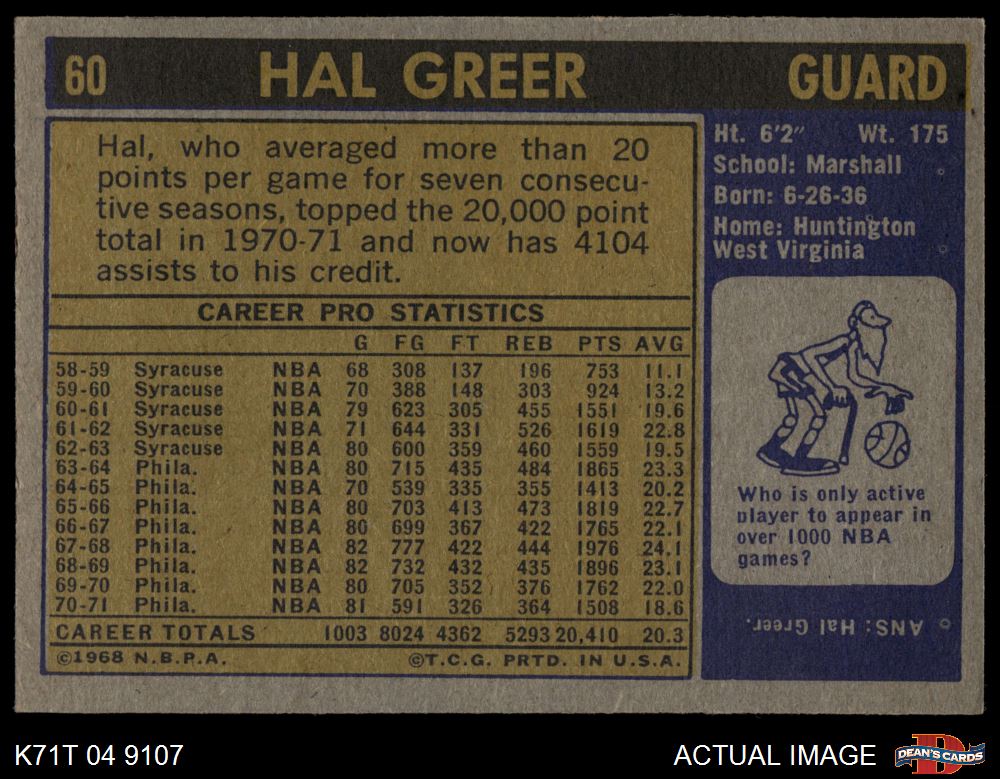 60 HAL GREER GUARD
Hal, who averaged more than 20
points per game for seven consecu-
tive seasons, topped the 20,000 point
total in 1970-71 and now has 4104
assists to his credit.
CAREER PRO STATISTICS
G FG FT REB PTS AVG
58-59 Syracuse NBA 68 308 137 196 753 11.1
59-60 Syracuse NBA 70 388 148 303 924 13.2
60-61 Syracuse NBA 79 623 305 455 1551 19.6
61-62 Syracuse NBA 71 644 331 526 1619 22.8
62-63 Syracuse NBA 80 600 359 460 1559 19.5
63-64 Phila. NBA 80 715 435 484 1865 23.3
64-65 Phila. NBA 70 539 335 355 1413 20.2
65-66 Phila. NBA 80 703 413 473 1819 22.7
66-67 Phila. NBA 80 699 367 422 1765 22.1
67-68 Phila. NBA 82 777 422 444 1976 24.1
68-69 Phila. NBA 82 732 432 435 1896 23.1
69-70 Phila. NBA 80 705 352 376 1762 22.0
70-71 Phila. NBA 81 591 326 364 1508 18.6
CAREER TOTALS 1003 8024 4362 5293 20,410 20.3
©1968 N.B.P.A. ©T.C.G. PRTD. IN U.S.A.
Ht. 6'2" Wt. 175
School: Marshall
Born: 6-26-36
Home: Huntington
West Virginia
Who is only active
player to appear in
over 1000 NBA
games?
ANS: Hal Greer.
K71T 04 9107 ACTUAL IMAGE DEAN'S CARDS